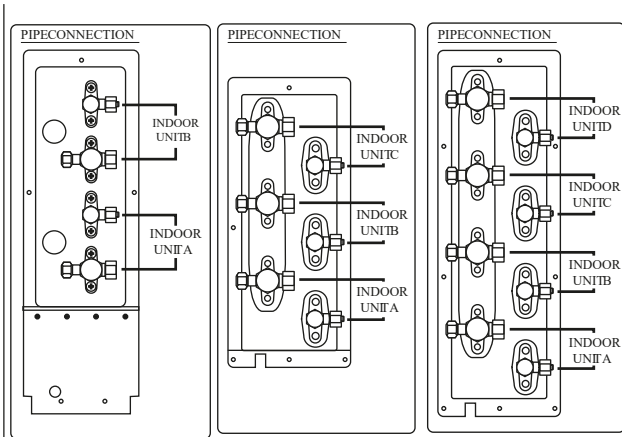 PIPECONNECTION
INDOOR
UNITB
INDOOR
UNITA
PIPECONNECTION
INDOOR
UNITC
INDOOR
UNITB
INDOOR
UNITA
PIPECONNECTION
INDOOR
UNITD
INDOOR
UNITC
INDOOR
UNITB
INDOOR
UNITA